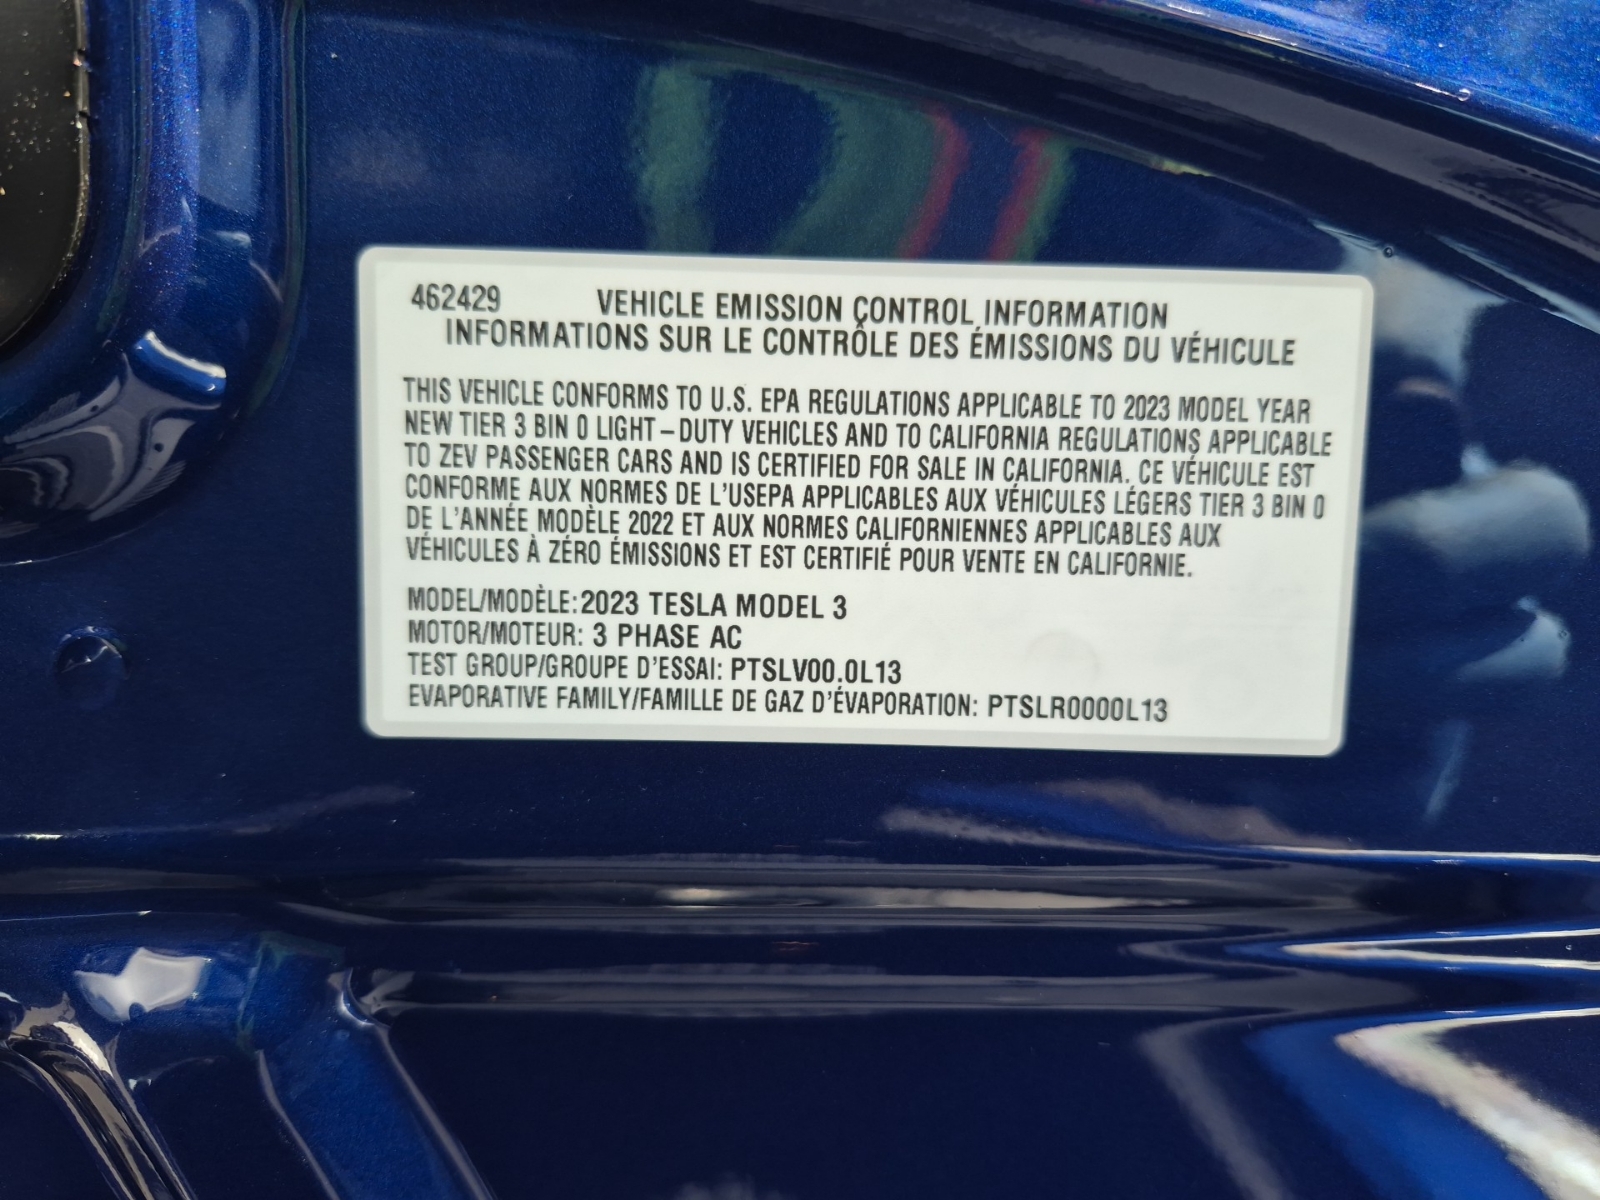 462429 VEHICLE EMISSION CONTROL INFORMATION
INFORMATIONS SUR LE CONTRÔLE DES ÉMISSIONS DU VÉHICULE
THIS VEHICLE CONFORMS TO U.S. EPA REGULATIONS APPLICABLE TO 2023 MODEL YEAR
NEW TIER 3 BIN 0 LIGHT–DUTY VEHICLES AND TO CALIFORNIA REGULATIONS APPLICABLE
TO ZEV PASSENGER CARS AND IS CERTIFIED FOR SALE IN CALIFORNIA. CE VÉHICULE EST
CONFORME AUX NORMES DE L'USEPA APPLICABLES AUX VÉHICULES LÉGERS TIER 3 BIN 0
DE L'ANNÉE MODÈLE 2022 ET AUX NORMES CALIFORNIENNES APPLICABLES AUX
VÉHICULES À ZÉRO ÉMISSIONS ET EST CERTIFIÉ POUR VENTE EN CALIFORNIE.
MODEL/MODÈLE: 2023 TESLA MODEL 3
MOTOR/MOTEUR: 3 PHASE AC
TEST GROUP/GROUPE D'ESSAI: PTSLV00.0L13
EVAPORATIVE FAMILY/FAMILLE DE GAZ D'ÉVAPORATION: PTSLR0000L13